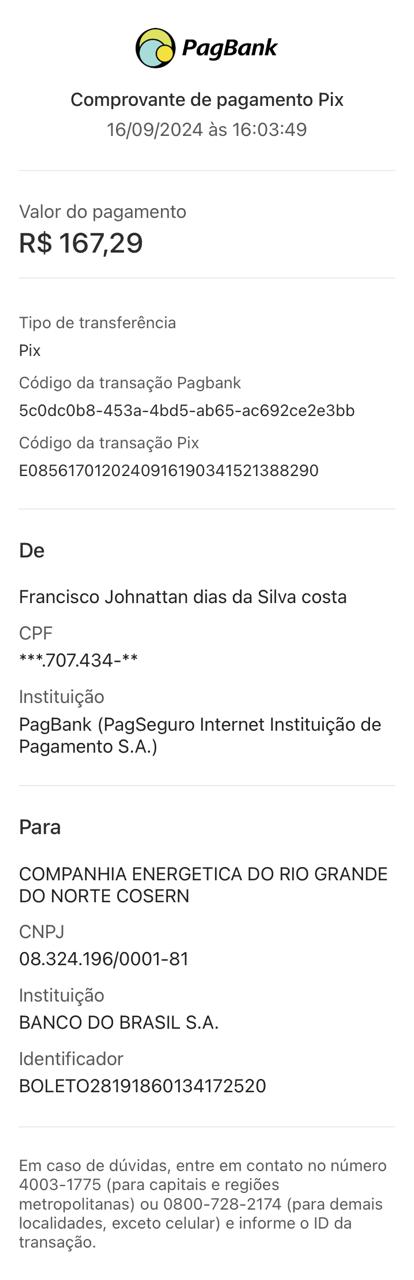 PagBank
Comprovante de pagamento Pix
16/09/2024 às 16:03:49
Valor do pagamento
R$ 167,29
Tipo de transferência
Pix
Código da transação Pagbank
5c0dc0b8-453a-4bd5-ab65-ac692ce2e3bb
Código da transação Pix
E08561701202409161903415213882​90
De
Francisco Johnattan dias da Silva costa
CPF
***.707.434-**
Instituição
PagBank (PagSeguro Internet Instituição de
Pagamento S.A.)
Para
COMPANHIA ENERGETICA DO RIO GRANDE
DO NORTE COSERN
CNPJ
08.324.196/0001-81
Instituição
BANCO DO BRASIL S.A.
Identificador
BOLETO28191860134172520
Em caso de dúvidas, entre em contato no número
4003-1775 (para capitais e regiões
metropolitanas) ou 0800-728-2174 (para demais
localidades, exceto celular) e informe o ID da
transação.